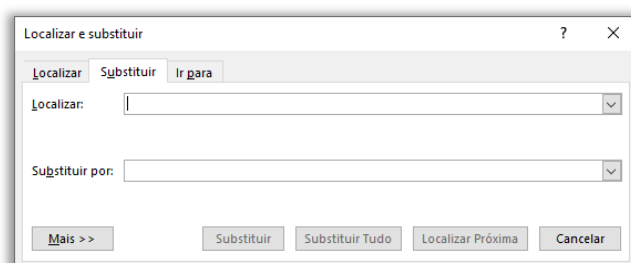 Localizar e substituir ? ×
Localizar Substituir Ir para
Localizar:
Substituir por:
Mais >> Substituir Substituir Tudo Localizar Próxima Cancelar